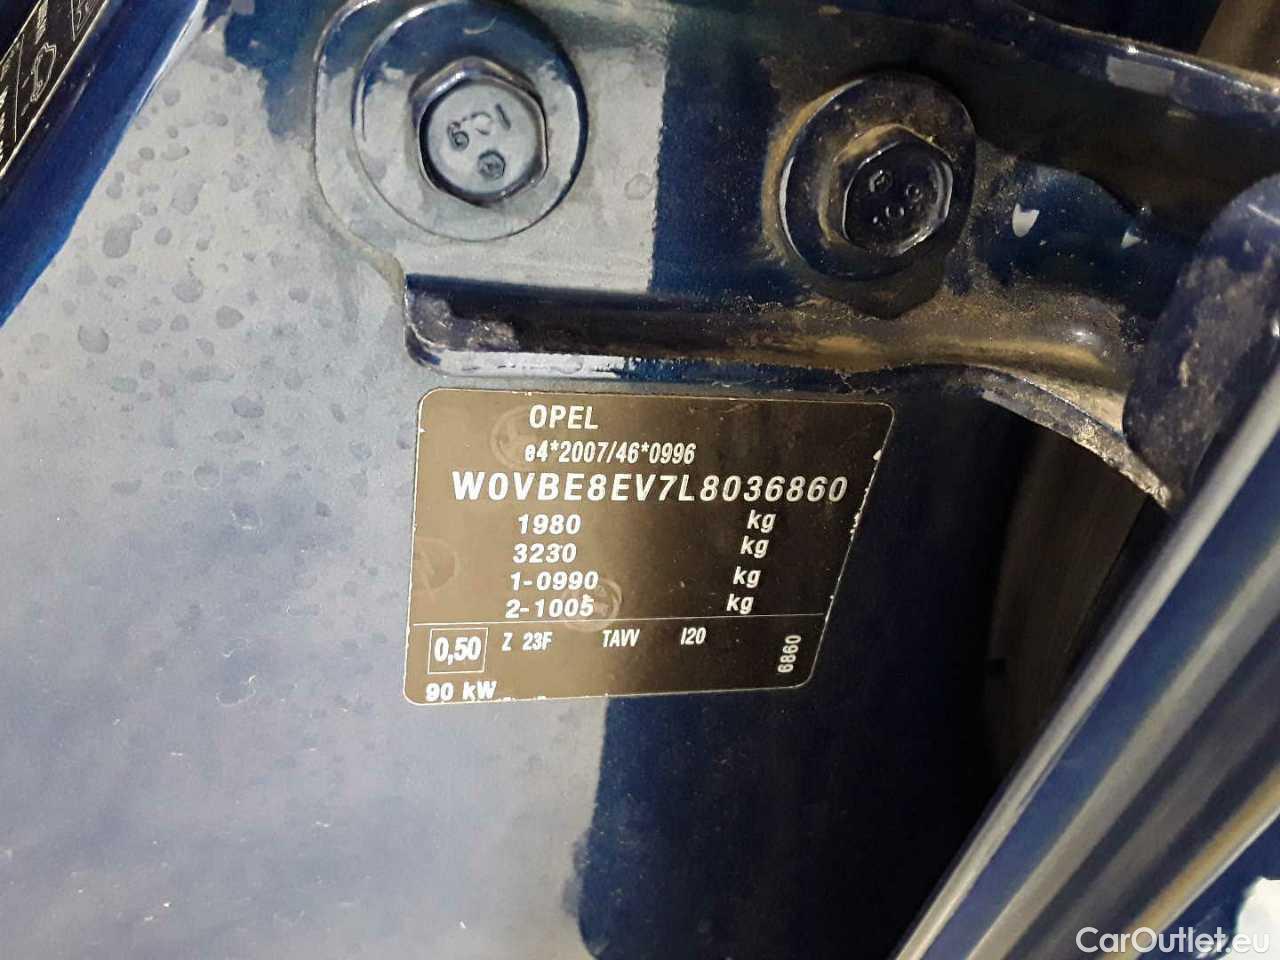 OPEL
e4*2007/46*0996
W0VBE8EV7L8036860
1980 kg
3230 kg
1-0990 kg
2-1005 kg
0,50 Z 23F TAVV I20
6860
90 kW
CarOutlet.eu